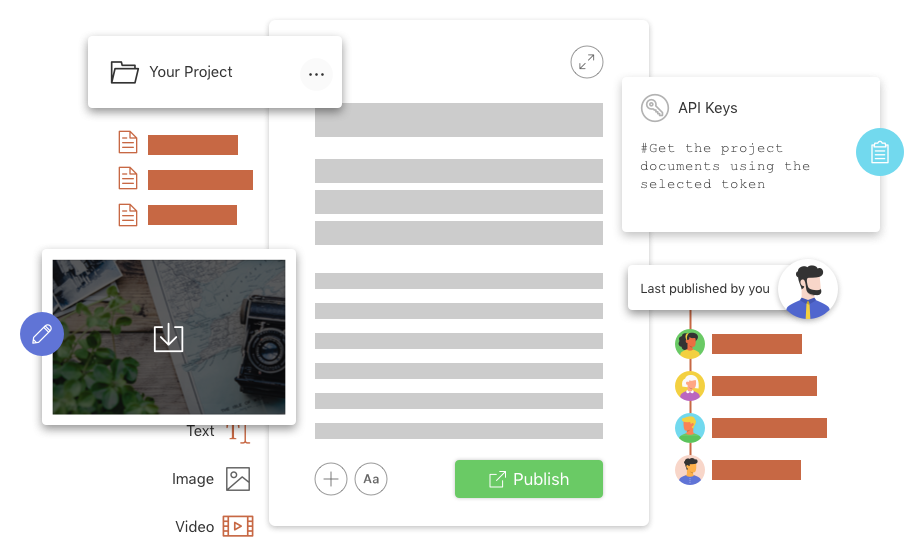 Your Project
API Keys
#Get the project
documents using the
selected token
Last published by you
Text
Image
Video
Aa
Publish